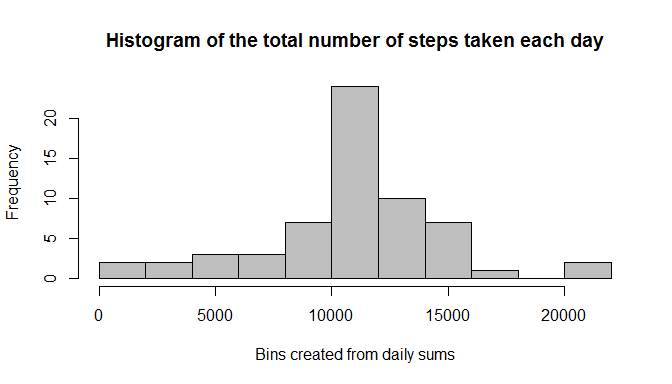 Histogram of the total number of steps taken each day
Frequency
20
15
10
5
0
0 5000 10000 15000 20000
Bins created from daily sums